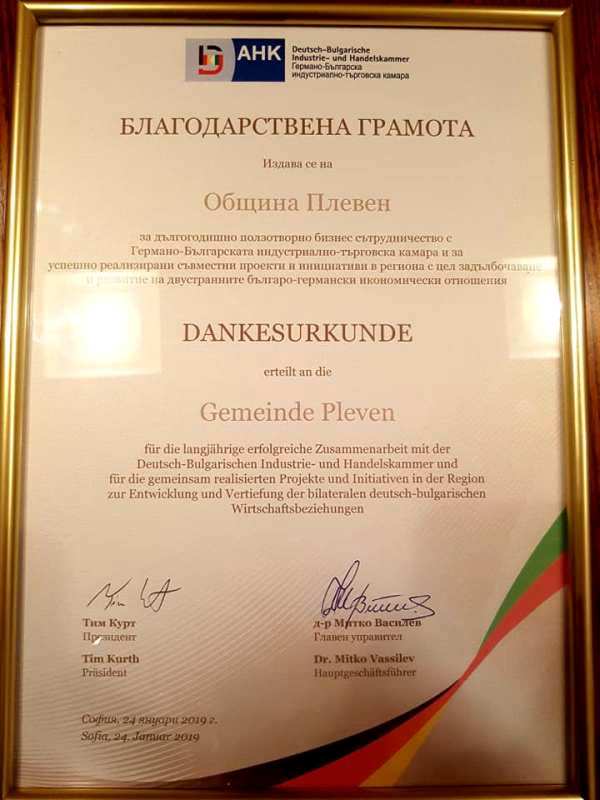 AHK
Deutsch-Bulgarische
Industrie- und Handelskammer
Германо-Българска
индустриално-търговска камара
БЛАГОДАРСТВЕНА ГРАМОТА
Издава се на
Община Плевен
за дългогодишно ползотворно бизнес сътрудничество с
Германо-Българската индустриално-търговска камара и за
успешно реализирани съвместни проекти и инициативи в региона с цел задълбочаване
и развитие на двустранните българо-германски икономически отношения
DANKESURKUNDE
erteilt an die
Gemeinde Pleven
für die langjährige erfolgreiche Zusammenarbeit mit der
Deutsch-Bulgarischen Industrie- und Handelskammer und
für die gemeinsam realisierten Projekte und Initiativen in der Region
zur Entwicklung und Vertiefung der bilateralen deutsch-bulgarischen
Wirtschaftsbeziehungen
Тим Курт
Президент
Tim Kurth
Präsident
д-р Митко Василев
Главен управител
Dr. Mitko Vassilev
Hauptgeschäftsführer
София, 24 януари 2019 г.
Sofia, 24. Januar 2019